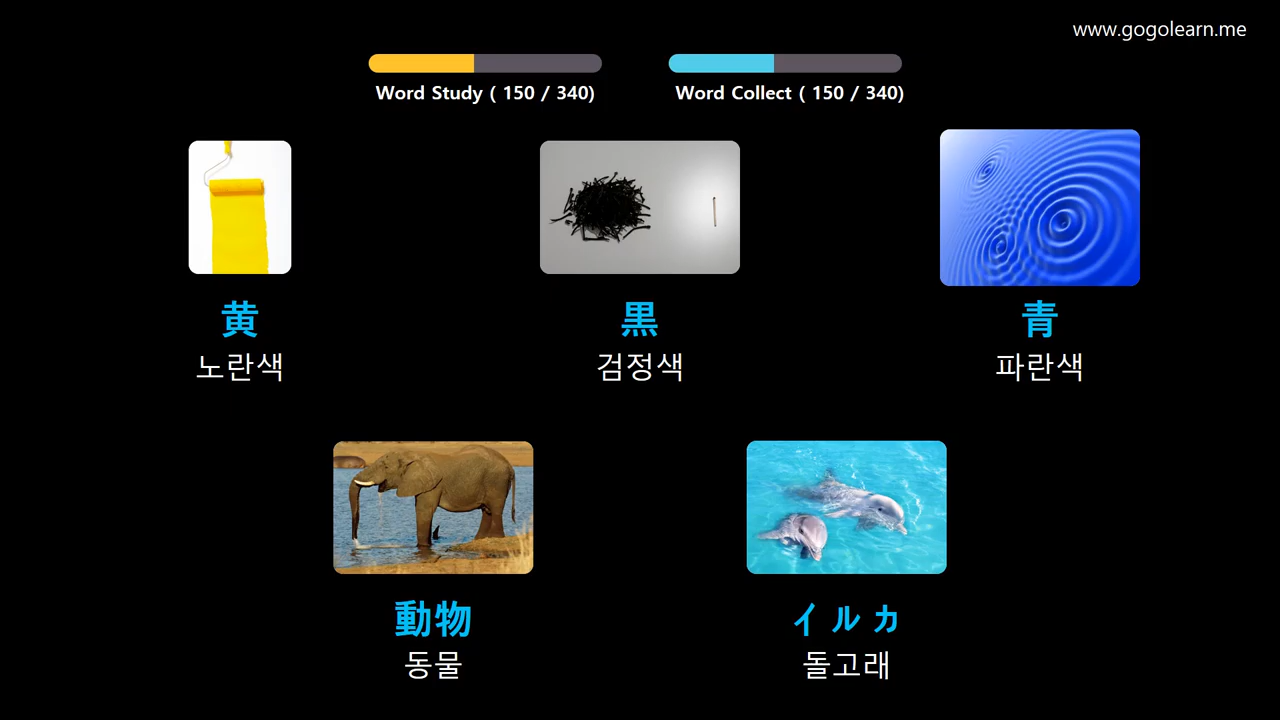 www.gogolearn.me
Word Study ( 150 / 340)
Word Collect ( 150 / 340)
黄
노란색
黒
검정색
青
파란색
動物
동물
イルカ
돌고래